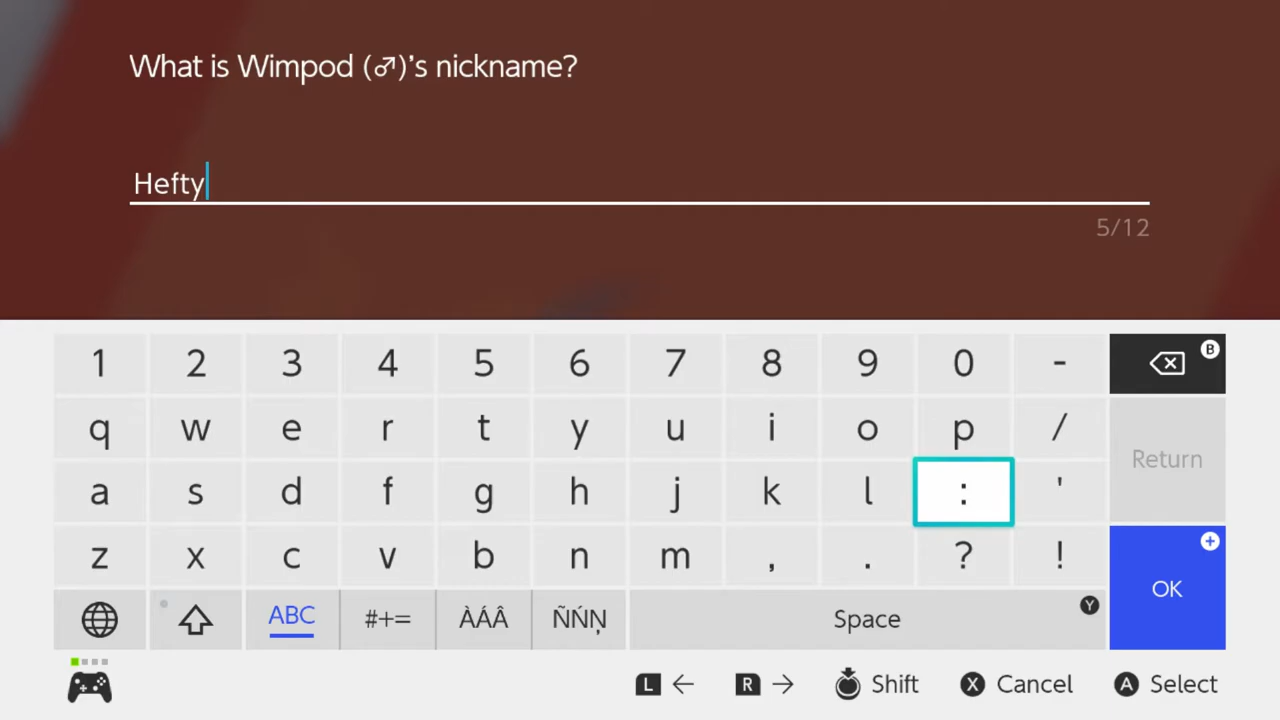 What is Wimpod (♂)'s nickname?
Hefty
5/12
1 2 3 4 5 6 7 8 9 0 - B
q w e r t y u i o p / Return
a s d f g h j k l : '
z x c v b n m , . ? ! + OK
ABC #+= ÀÁÂ ÑŃŅ Space Y
L ← R → Shift X Cancel A Select